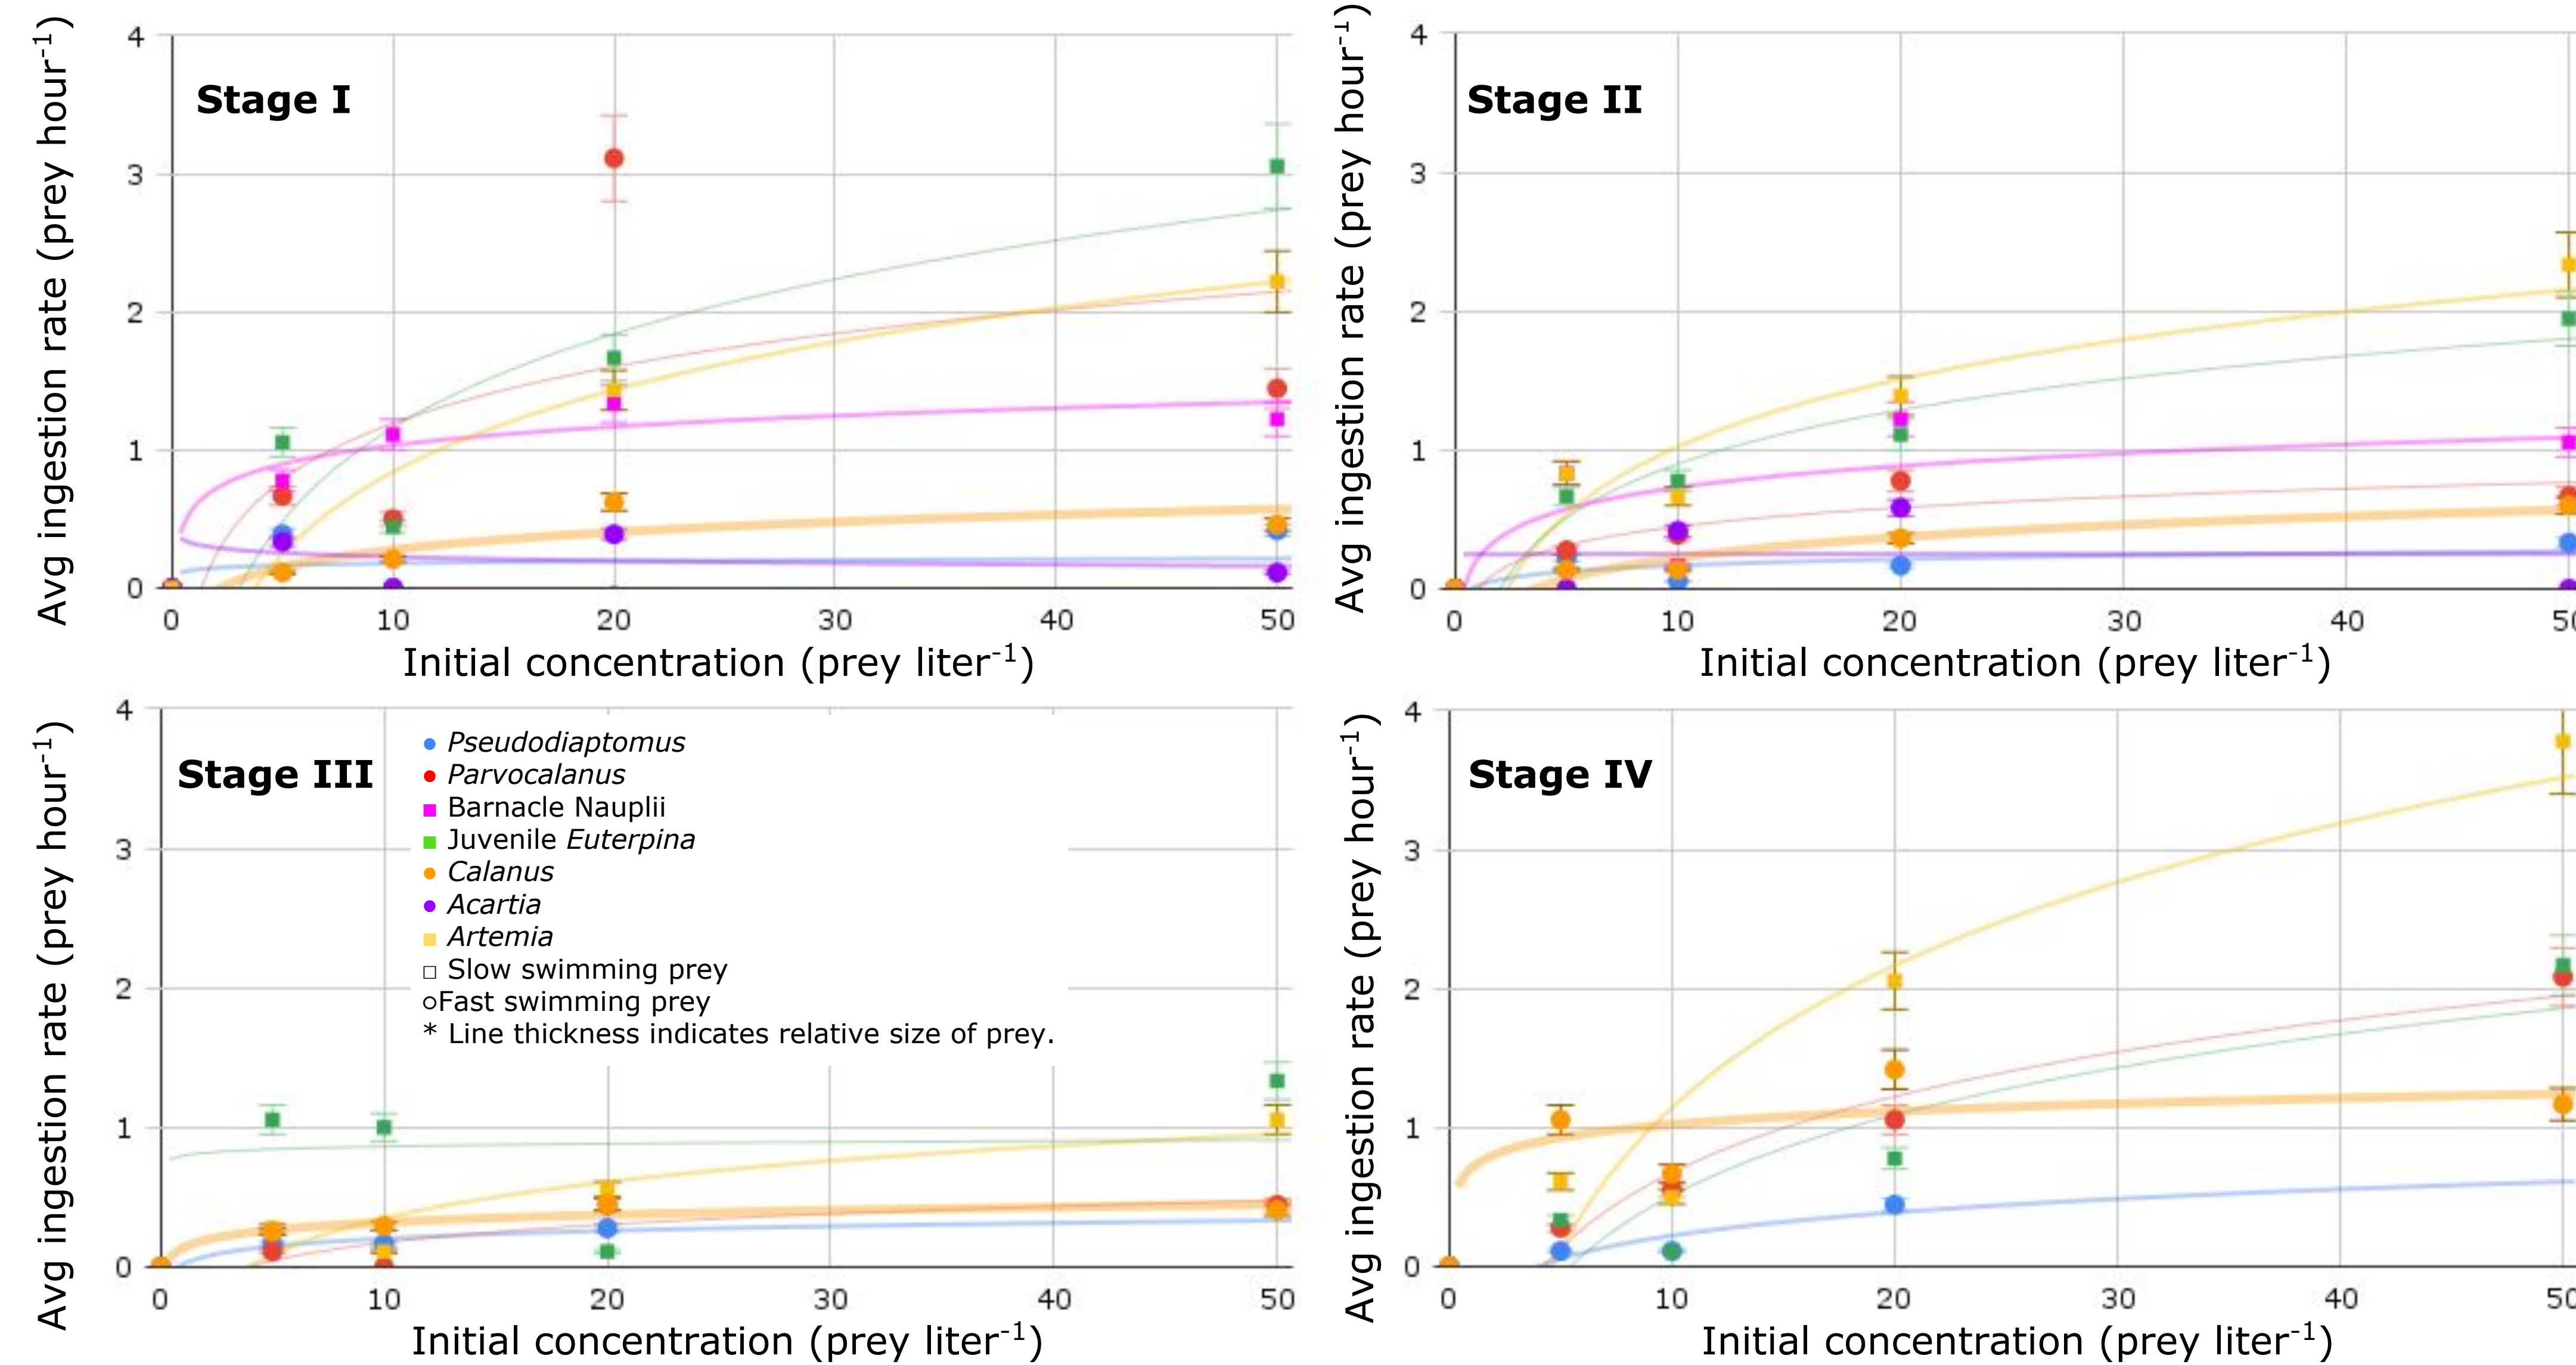 Stage I
Avg ingestion rate (prey hour-1)
4
3
2
1
0
0 10 20 30 40 50
Initial concentration (prey liter-1)
Stage II
Avg ingestion rate (prey hour-1)
4
3
2
1
0
0 10 20 30 40 50
Initial concentration (prey liter-1)
Stage III
Avg ingestion rate (prey hour-1)
4
3
2
1
0
Pseudodiaptomus
Parvocalanus
Barnacle Nauplii
Juvenile Euterpina
Calanus
Acartia
Artemia
Slow swimming prey
Fast swimming prey
* Line thickness indicates relative size of prey.
0 10 20 30 40 50
Initial concentration (prey liter-1)
Stage IV
Avg ingestion rate (prey hour-1)
4
3
2
1
0
0 10 20 30 40 50
Initial concentration (prey liter-1)